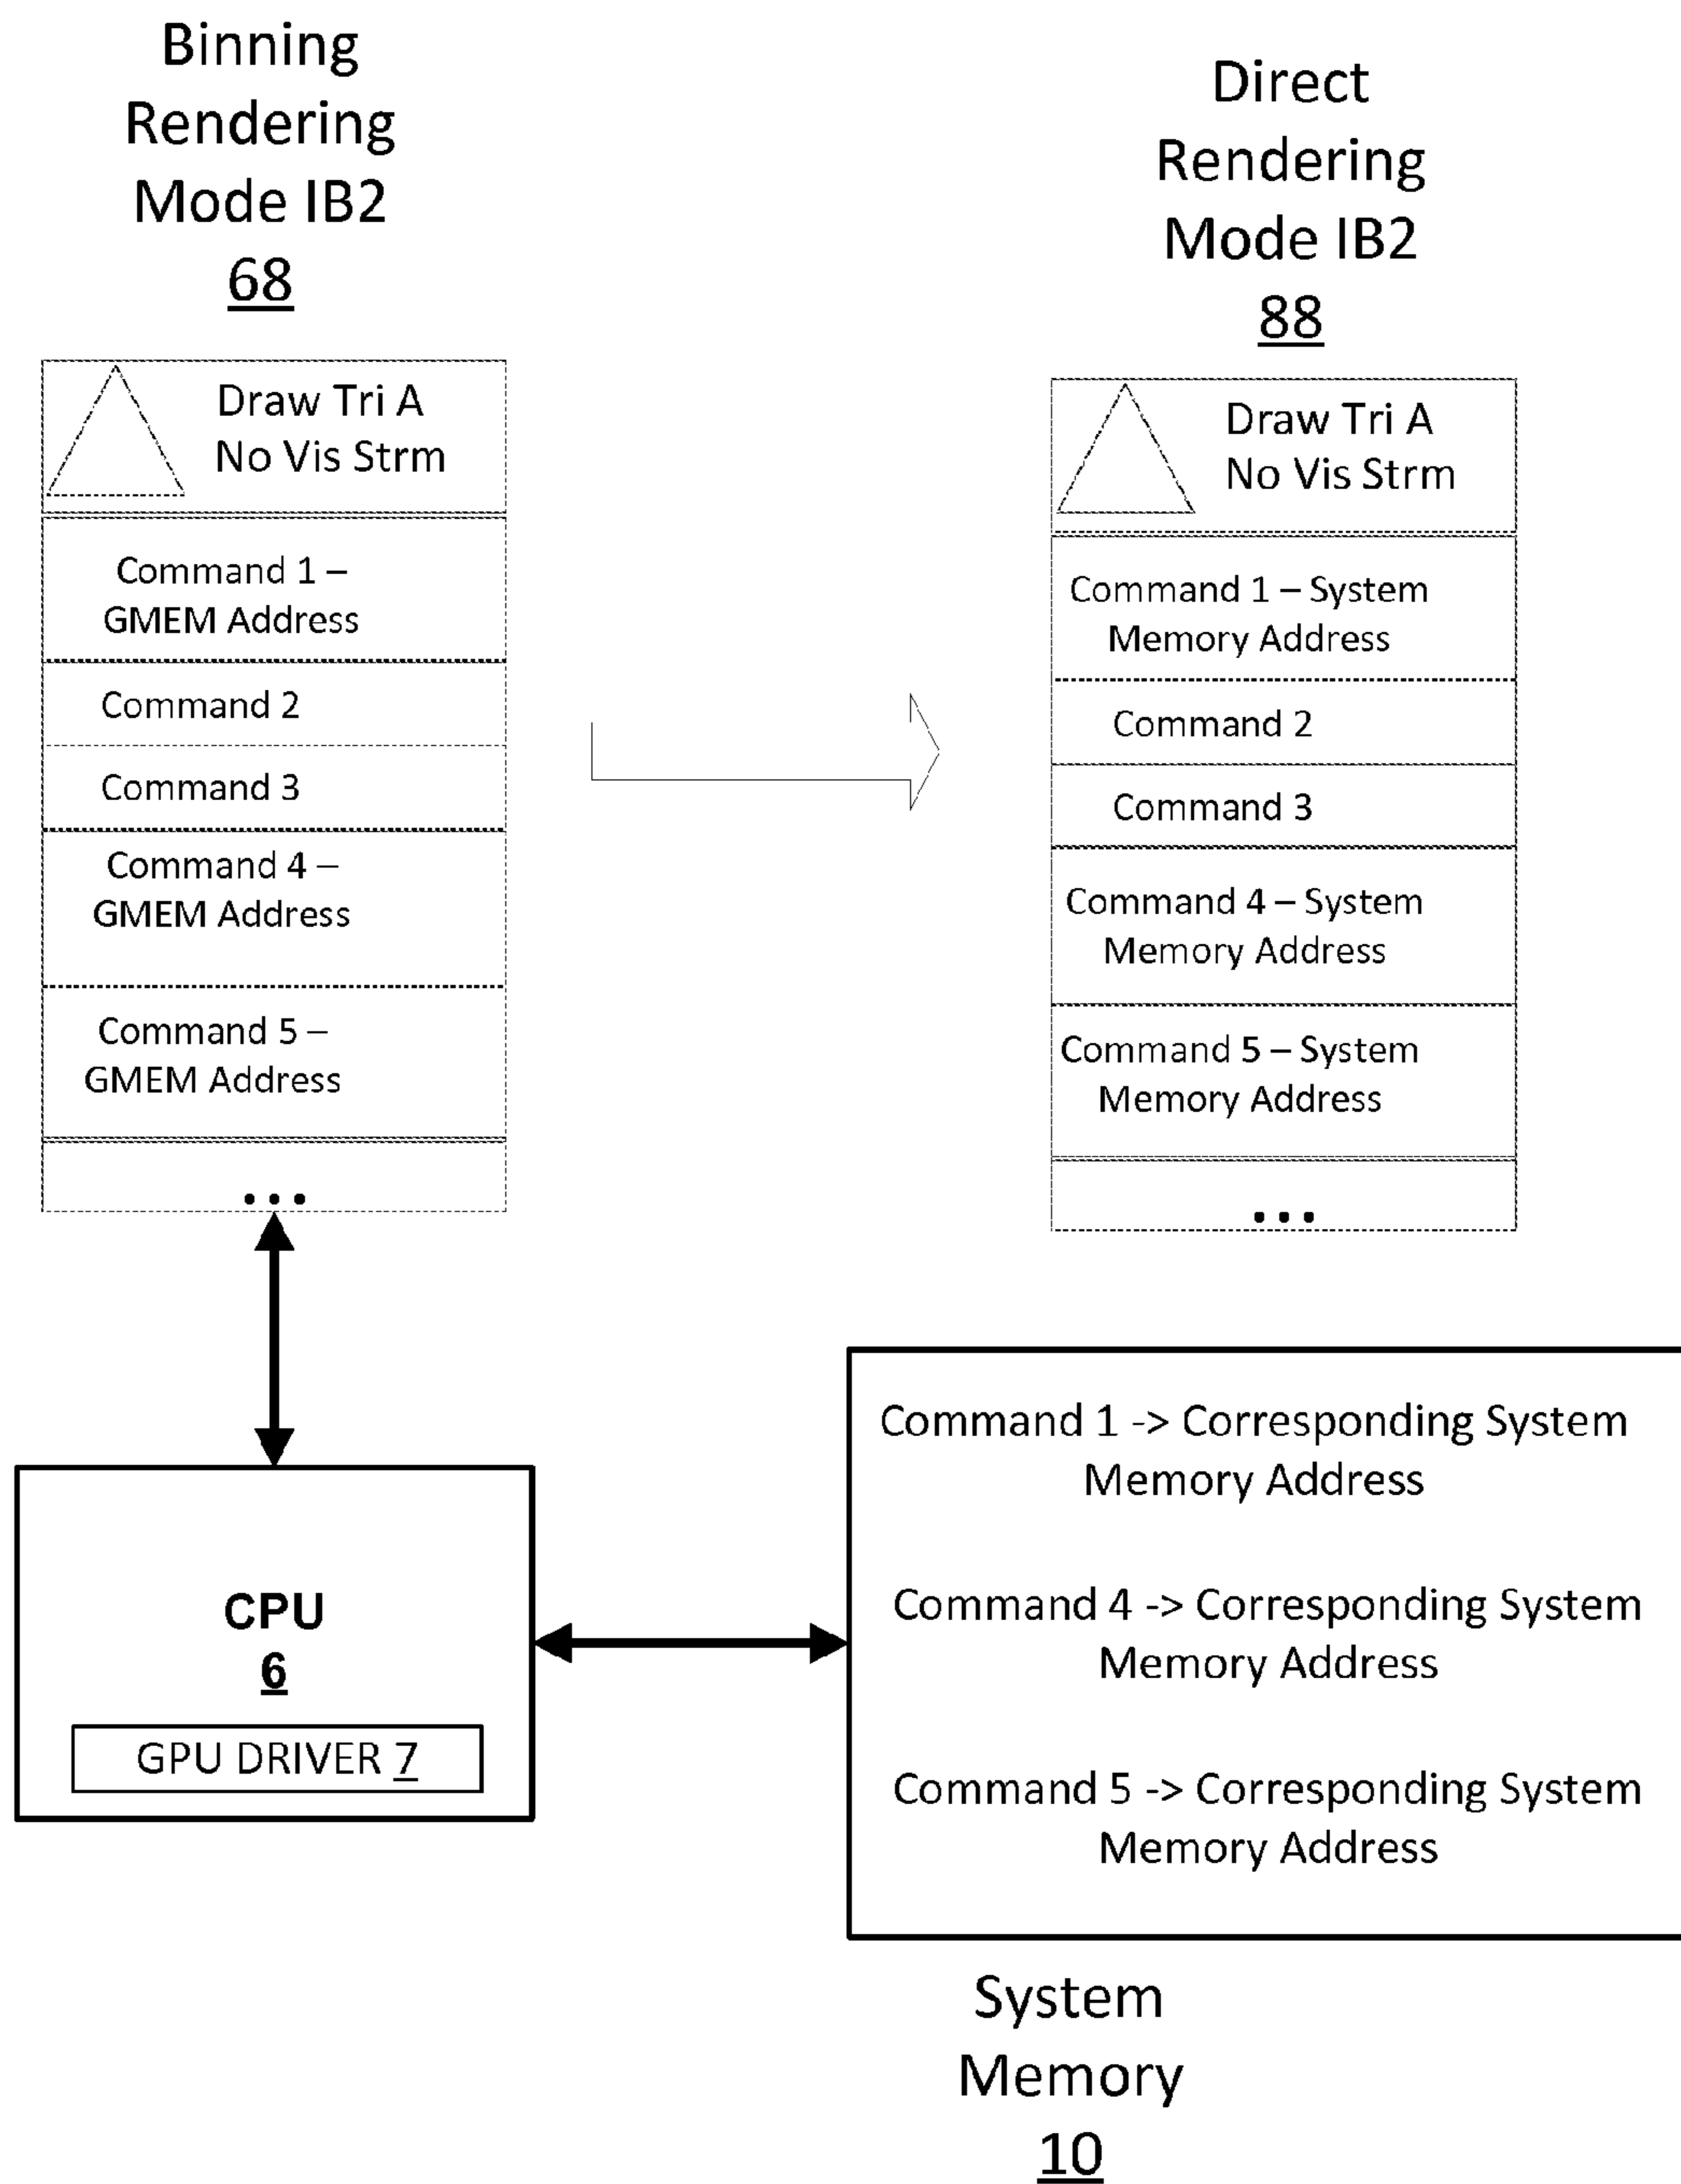 Binning
Rendering
Mode IB2
68
Draw Tri A
No Vis Strm
Command 1 –
GMEM Address
Command 2
Command 3
Command 4 –
GMEM Address
Command 5 –
GMEM Address
...
Direct
Rendering
Mode IB2
88
Draw Tri A
No Vis Strm
Command 1 – System
Memory Address
Command 2
Command 3
Command 4 – System
Memory Address
Command 5 – System
Memory Address
...
CPU
6
GPU DRIVER 7
Command 1 -> Corresponding System
Memory Address
Command 4 -> Corresponding System
Memory Address
Command 5 -> Corresponding System
Memory Address
System
Memory
10